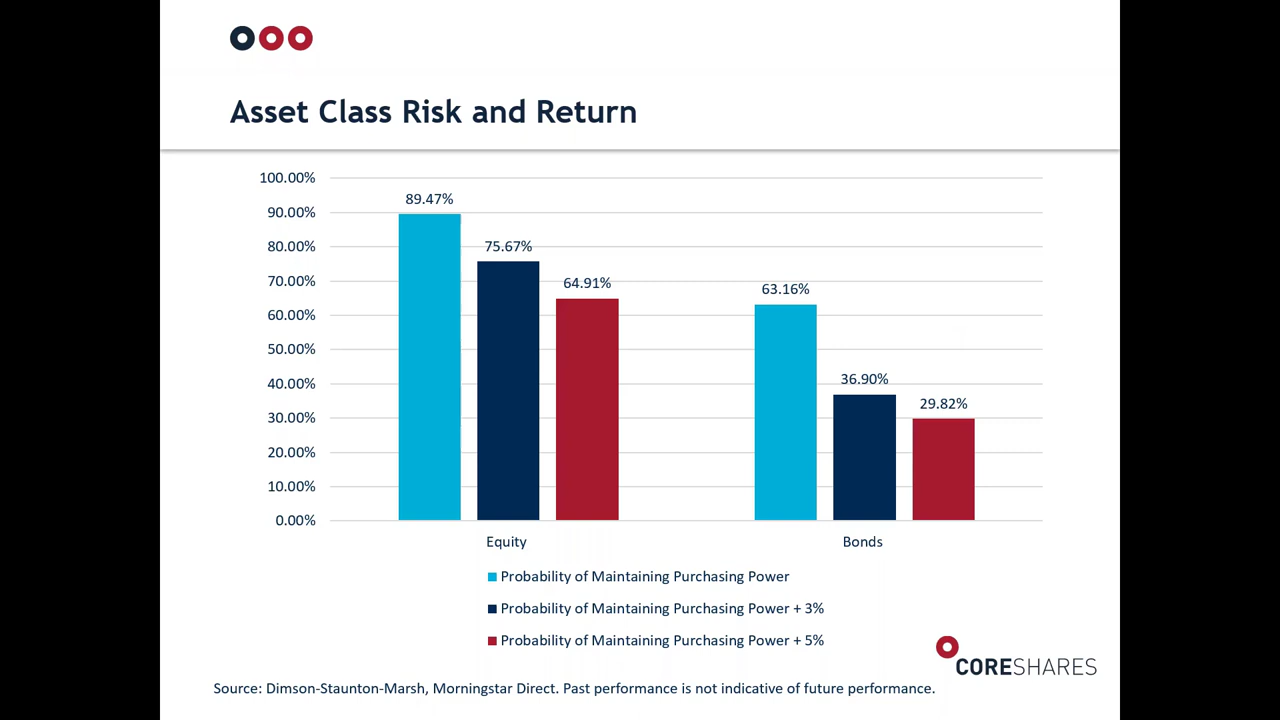 Asset Class Risk and Return
100.00%
90.00%
80.00%
70.00%
60.00%
50.00%
40.00%
30.00%
20.00%
10.00%
0.00%
89.47%
75.67%
64.91%
63.16%
36.90%
29.82%
Equity
Bonds
Probability of Maintaining Purchasing Power
Probability of Maintaining Purchasing Power + 3%
Probability of Maintaining Purchasing Power + 5%
CORESHARES
Source: Dimson-Staunton-Marsh, Morningstar Direct. Past performance is not indicative of future performance.